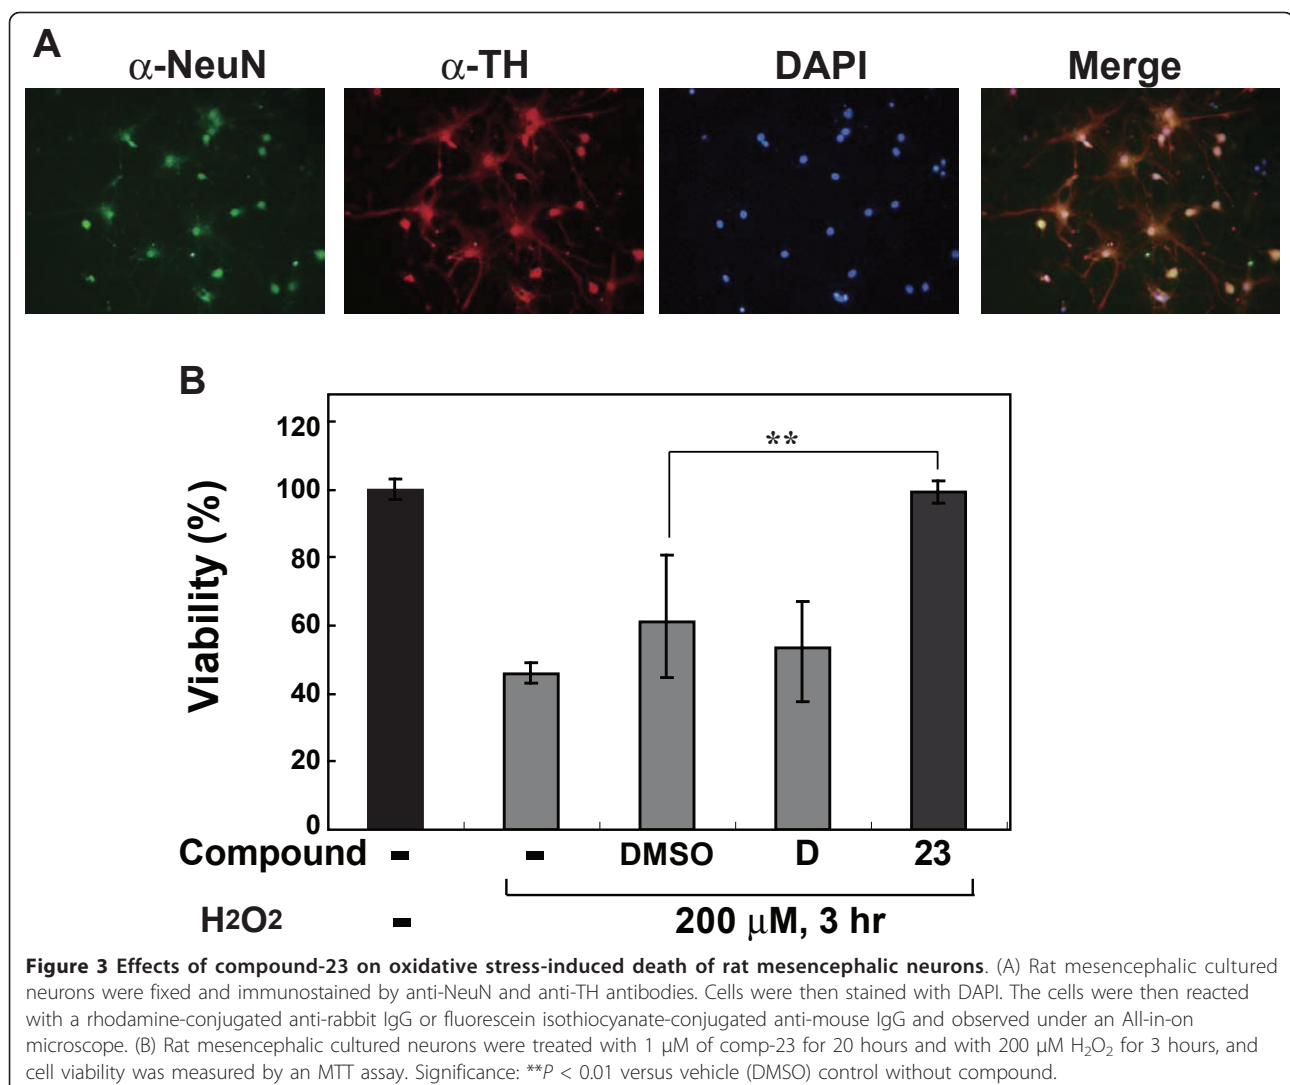 A
α-NeuN α-TH DAPI Merge
B
Viability (%)
120
100
80
60
40
20
0
**
Compound - - DMSO D 23
H2O2 - 200 μM, 3 hr
Figure 3 Effects of compound-23 on oxidative stress-induced death of rat mesencephalic neurons. (A) Rat mesencephalic cultured
neurons were fixed and immunostained by anti-NeuN and anti-TH antibodies. Cells were then stained with DAPI. The cells were then reacted
with a rhodamine-conjugated anti-rabbit IgG or fluorescein isothiocyanate-conjugated anti-mouse IgG and observed under an All-in-on
microscope. (B) Rat mesencephalic cultured neurons were treated with 1 μM of comp-23 for 20 hours and with 200 μM H₂O₂ for 3 hours, and
cell viability was measured by an MTT assay. Significance: **P < 0.01 versus vehicle (DMSO) control without compound.